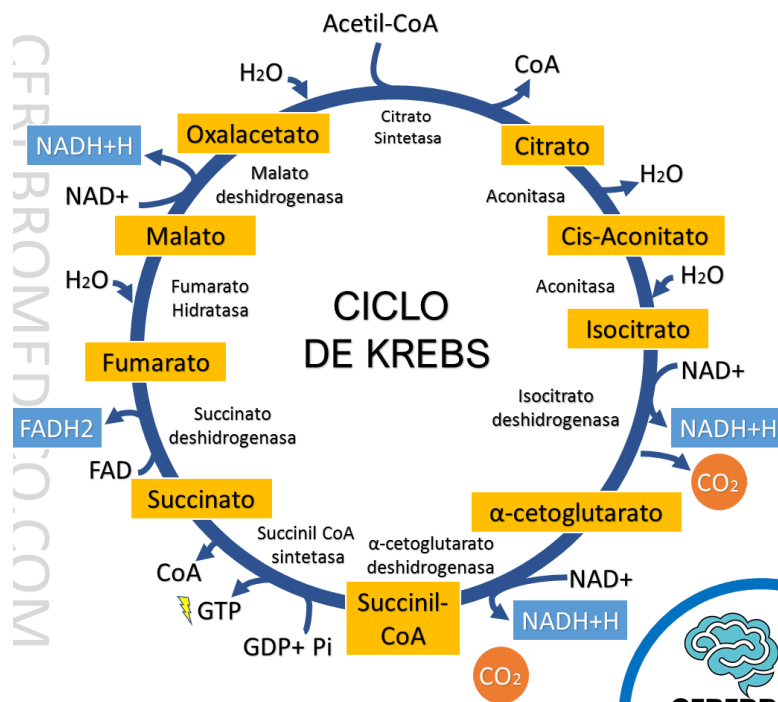 Acetil-CoA
H2O
CoA
Citrato
Sintetasa
Oxalacetato
Citrato
NADH+H
Malato
deshidrogenasa
H2O
Aconitasa
NAD+
Malato
Cis-Aconitato
H2O
Fumarato
Hidratasa
Aconitasa
H2O
CICLO
DE KREBS
Isocitrato
Fumarato
NAD+
Isocitrato
deshidrogenasa
FADH2
Succinato
deshidrogenasa
NADH+H
FAD
CO2
Succinato
α-cetoglutarato
Succinil CoA
sintetasa
α-cetoglutarato
deshidrogenasa
CoA
NAD+
GTP
Succinil-
CoA
NADH+H
GDP+ Pi
CO2
CEREBROMEDICO.COM